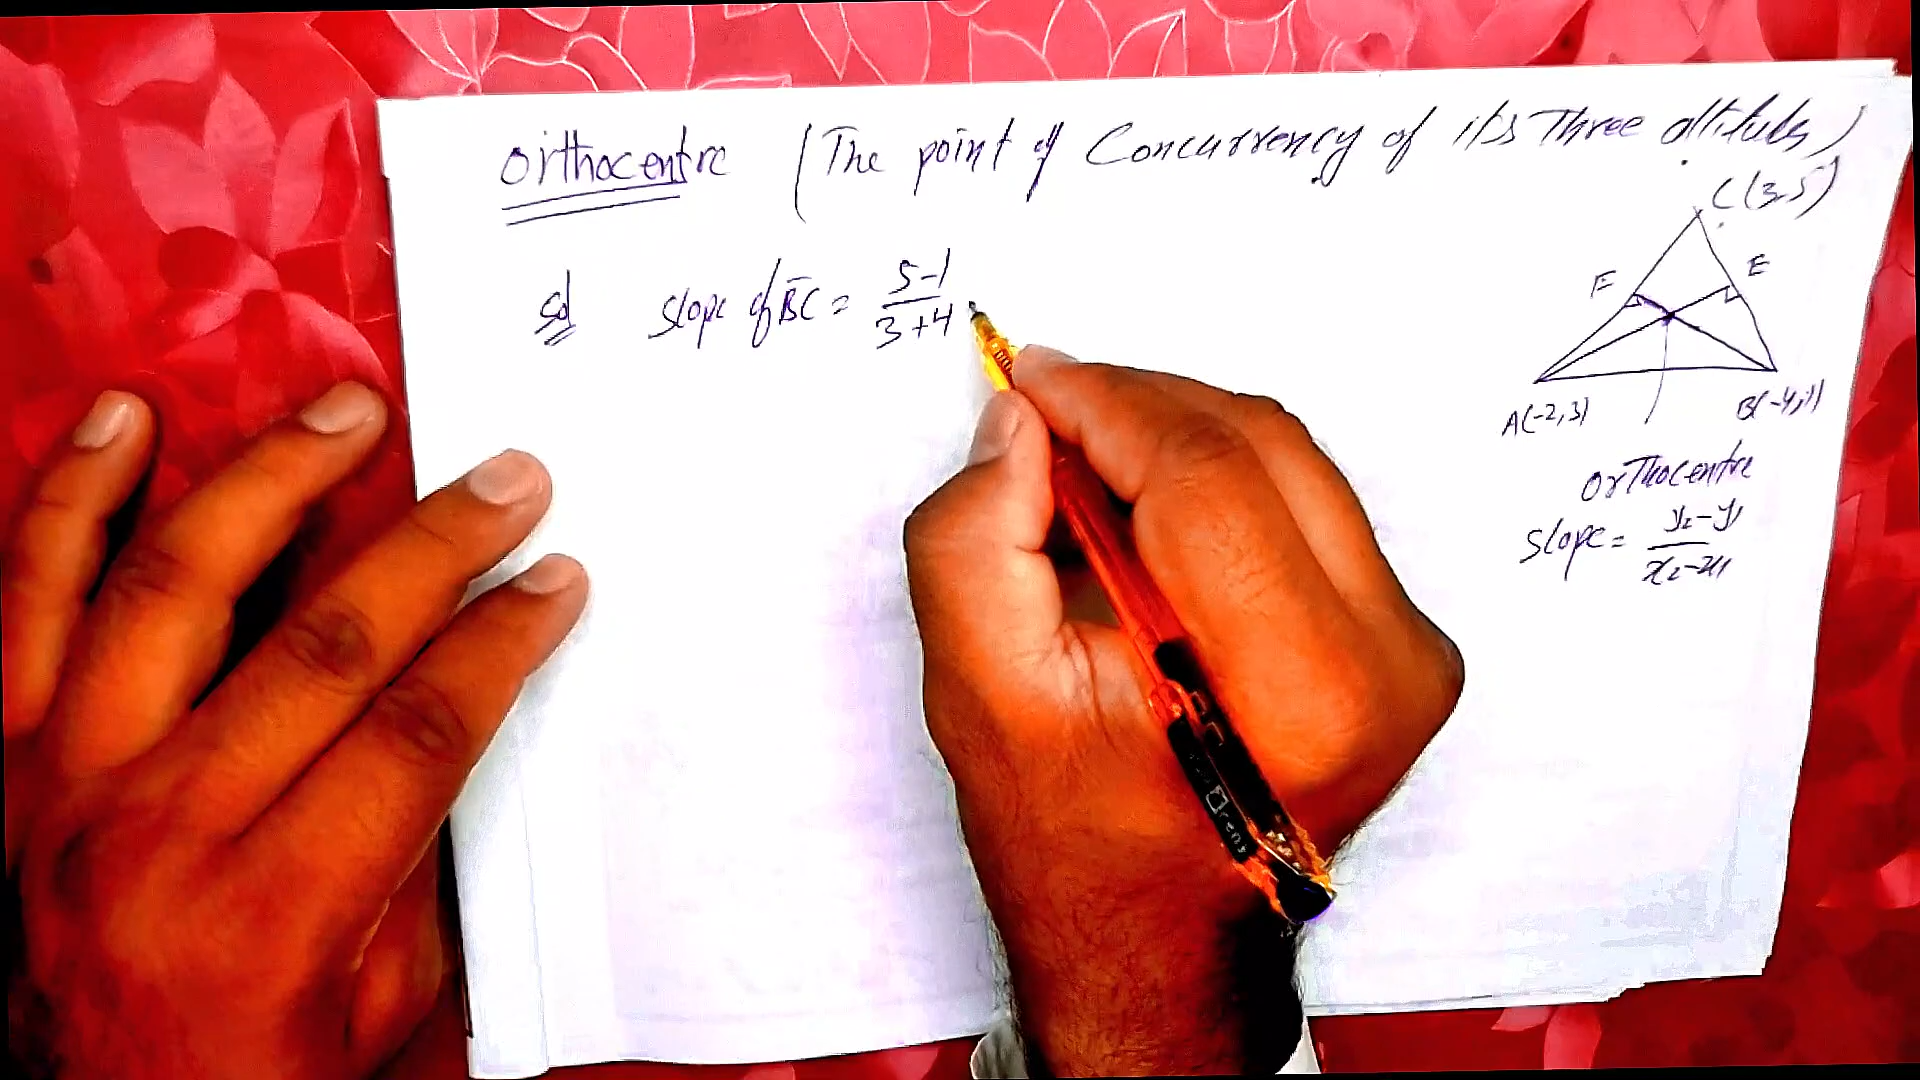 Orthocentre (The point of Concurrency of its Three altitudes)
C(3,5)
Sol Slope of BC = 5-1 / 3+4
F E
A(-2,3) B(-4,1)
orThocentre
Slope = y₂-y₁ / x₂-x₁